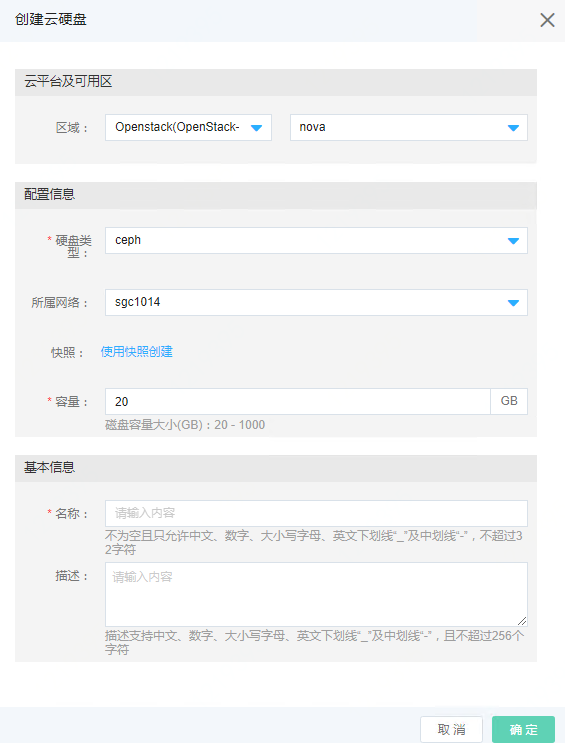 创建云硬盘
云平台及可用区
区域： Openstack(OpenStack- nova
配置信息
* 硬盘类 ceph
型：
所属网络： sgc1014
快照： 使用快照创建
* 容量： 20 GB
磁盘容量大小(GB)：20 - 1000
基本信息
* 名称： 请输入内容
不为空且只允许中文、数字、大小写字母、英文下划线“_”及中划线“-”，不超过3
2字符
描述： 请输入内容
描述支持中文、数字、大小写字母、英文下划线“_”及中划线“-”，且不超过256个
字符
取消 确定